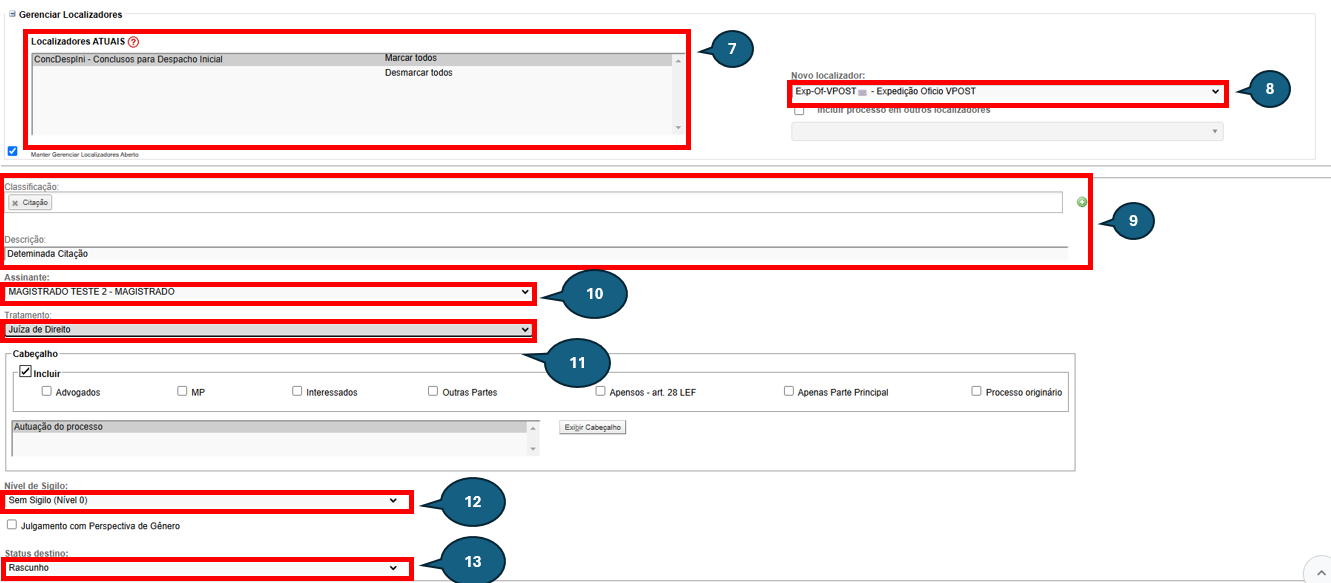 Gerenciar Localizadores
Localizadores ATUAIS
ConcDespIni - Conclusos para Despacho Inicial
Marcar todos
Desmarcar todos
7
Novo localizador:
Exp-Of-VPOST - Expedição Oficio VPOST
8
Incluir processo em outros localizadores
Manter Gerenciar Localizadores Aberto
Classificação:
Citação
9
Descrição:
Deteminada Citação
Assinante:
MAGISTRADO TESTE 2 - MAGISTRADO
10
Tratamento:
Juíza de Direito
11
Cabeçalho
Incluir
Advogados MP Interessados Outras Partes Apensos - art. 28 LEF Apenas Parte Principal Processo originário
Autuação do processo
Exibir Cabeçalho
Nível de Sigilo:
Sem Sigilo (Nível 0)
12
Julgamento com Perspectiva de Gênero
Status destino:
Rascunho
13